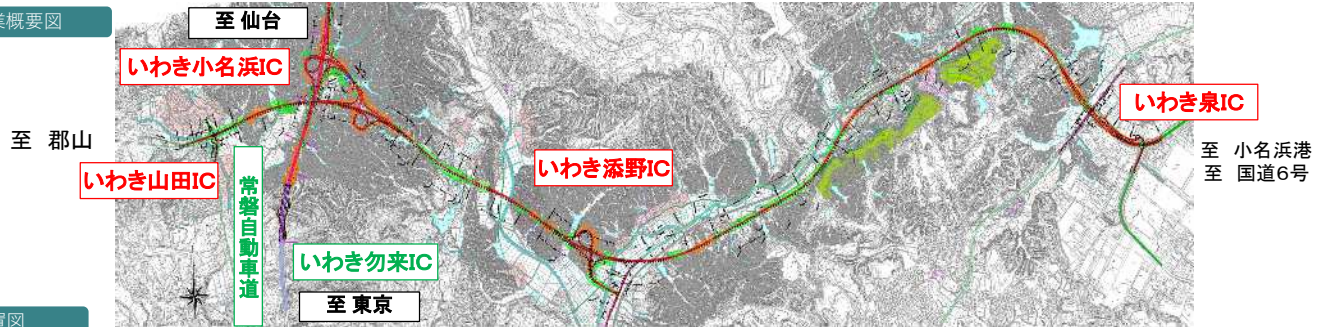 業概要図
至 仙台
いわき小名浜IC
いわき泉IC
至 郡山
至 小名浜港
至 国道6号
いわき添野IC
いわき山田IC
常磐自動車道
いわき勿来IC
至 東京
置図